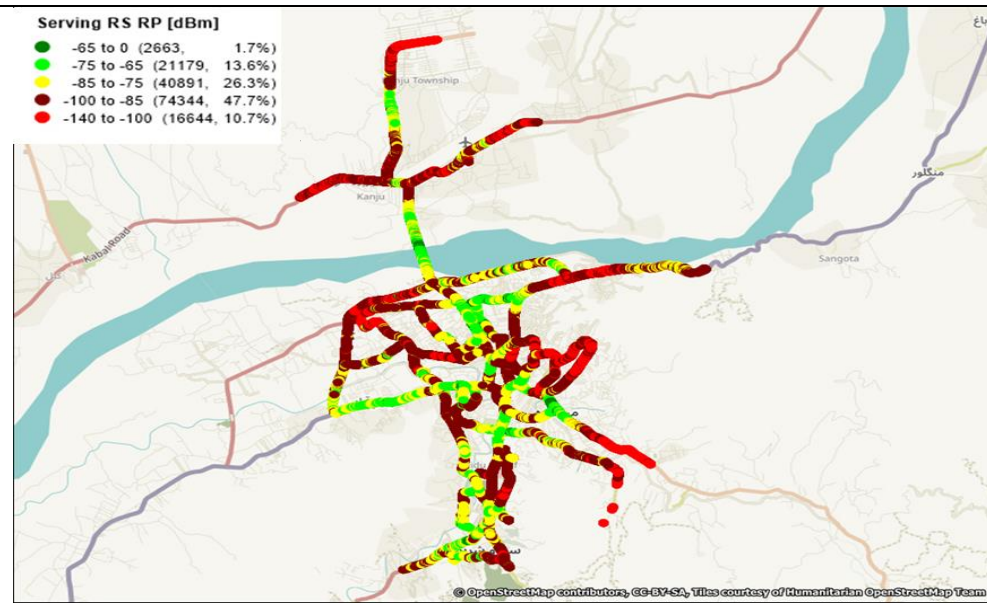 Serving RS RP [dBm]
-65 to 0 (2663, 1.7%)
-75 to -65 (21179, 13.6%)
-85 to -75 (40891, 26.3%)
-100 to -85 (74344, 47.7%)
-140 to -100 (16644, 10.7%)
باغ
nju Township
منگلور
Kanju
Kabal Road
Sangota
© OpenStreetMap contributors, CC-BY-SA, Tiles courtesy of Humanitarian OpenStreetMap Team